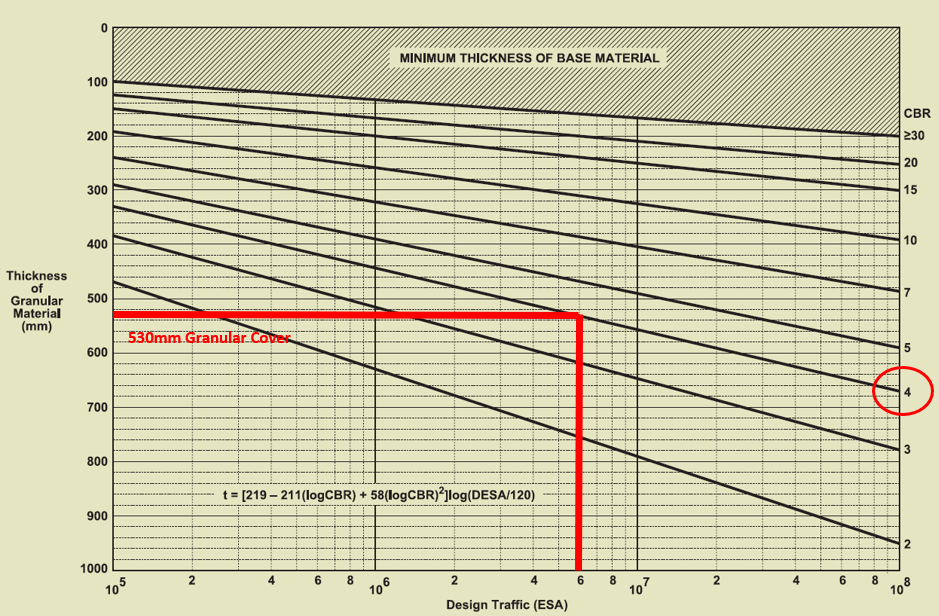 0
MINIMUM THICKNESS OF BASE MATERIAL
100
CBR
200
≥30
20
15
300
10
400
7
Thickness
of
Granular
Material
(mm)
500
530mm Granular Cover
5
600
4
700
3
800
t = [219 – 211(logCBR) + 58(logCBR)²]log(DESA/120)
900
2
1000
10⁵ 2 4 6 8 10⁶ 2 4 6 8 10⁷ 2 4 6 8 10⁸
Design Traffic (ESA)